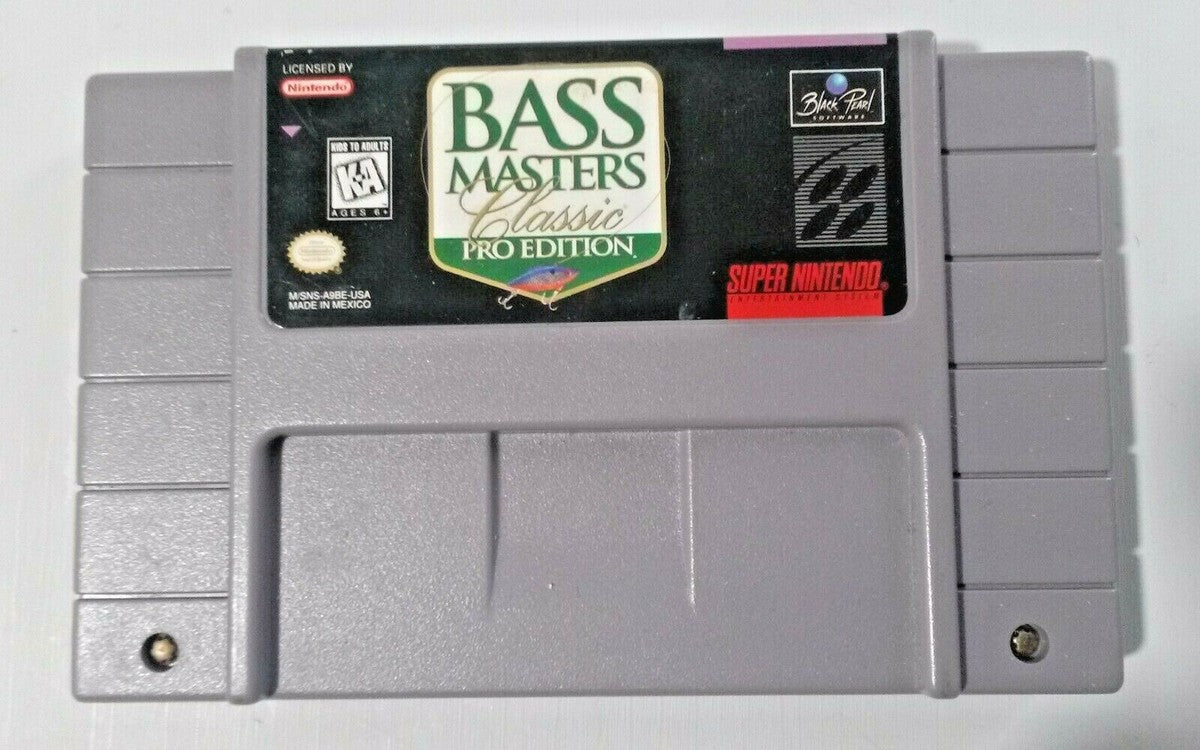 LICENSED BY
Nintendo
KIDS TO ADULTS
K-A
AGES 6+
Nintendo
M/SNS-A9BE-USA
MADE IN MEXICO
BASS
MASTERS
Classic
PRO EDITION
Black Pearl
SOFTWARE
SUPER NINTENDO
ENTERTAINMENT SYSTEM